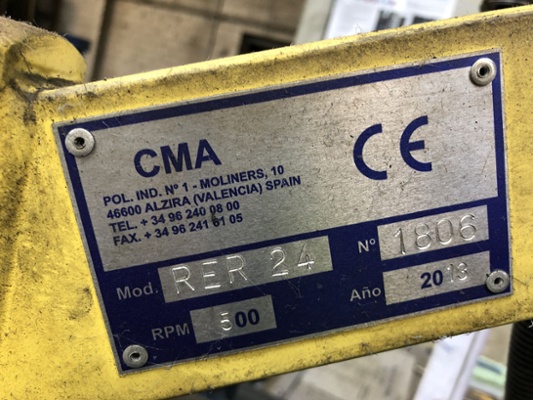 CMA
CE
POL. IND. Nº 1 - MOLINERS, 10
46600 ALZIRA (VALENCIA) SPAIN
TEL. + 34 96 240 08 00
FAX. + 34 96 241 61 05
Mod. RER 24
Nº 1806
RPM 500
Año 2013